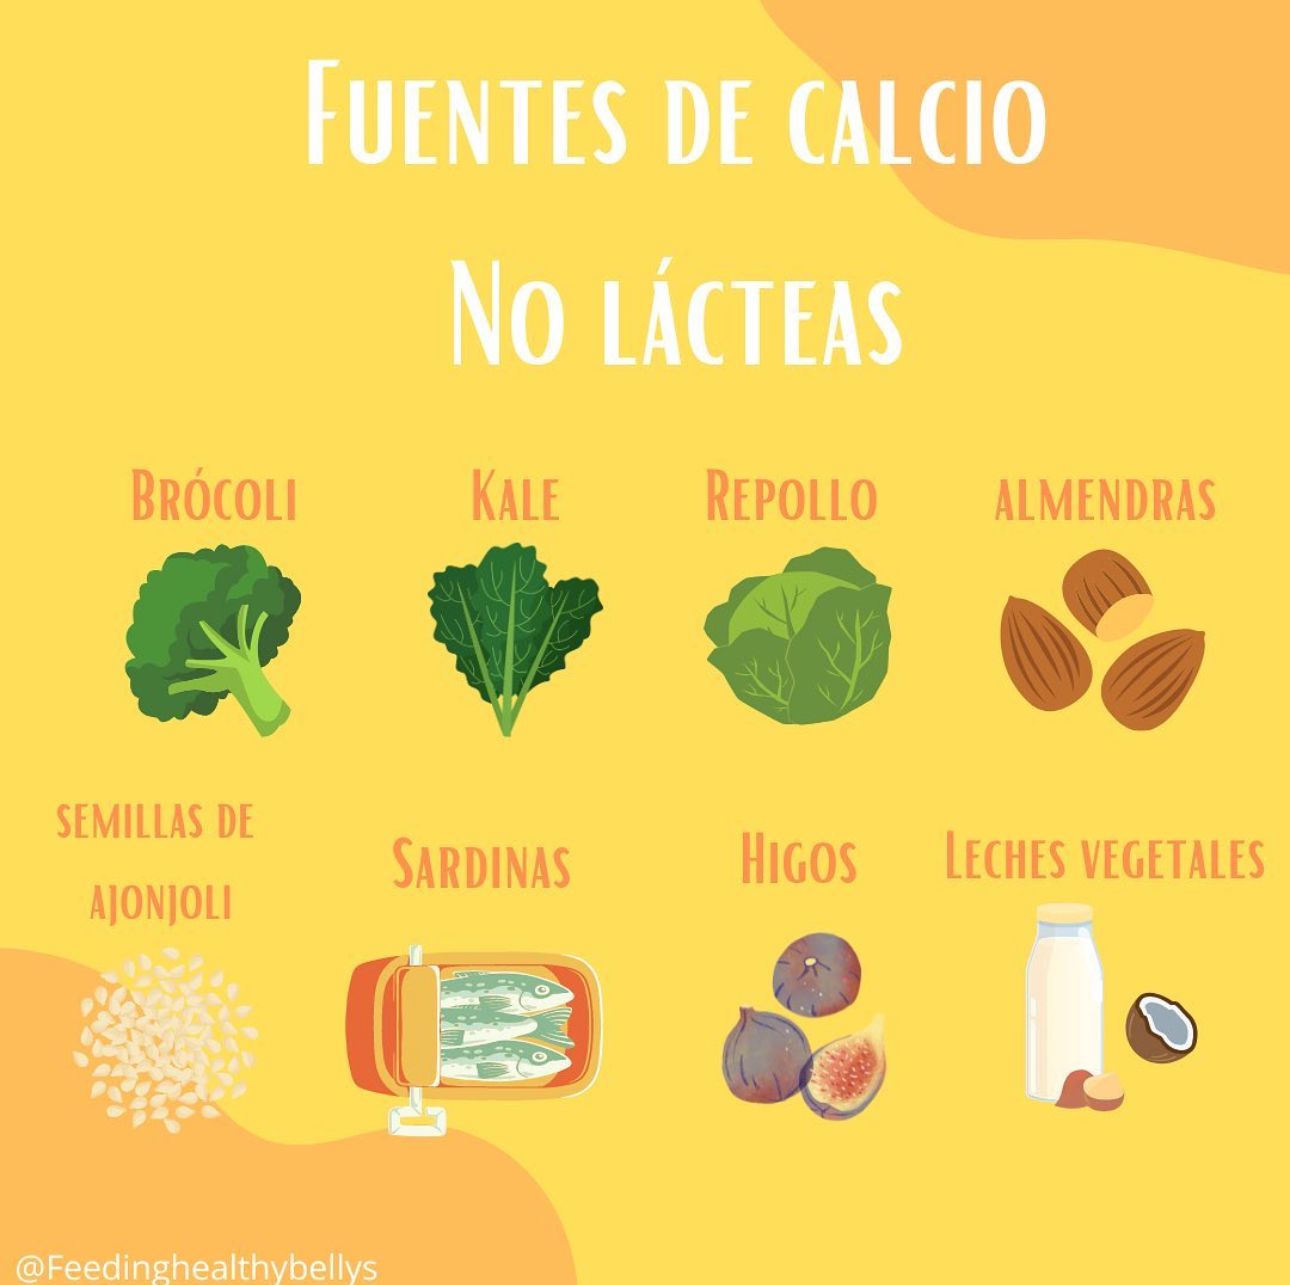 Fuentes de calcio
No lácteas
Brócoli
Kale
Repollo
almendras
semillas de
ajonjoli
Sardinas
Higos
Leches vegetales
@Feedinghealthybellys